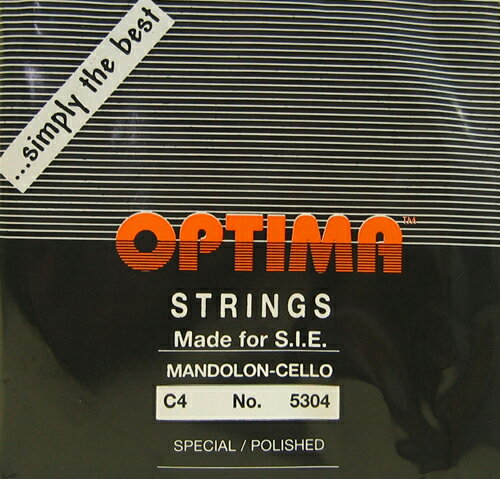 ...simply the best
OPTIMA™
STRINGS
Made for S.I.E.
MANDOLON-CELLO
C4 No. 5304
SPECIAL / POLISHED